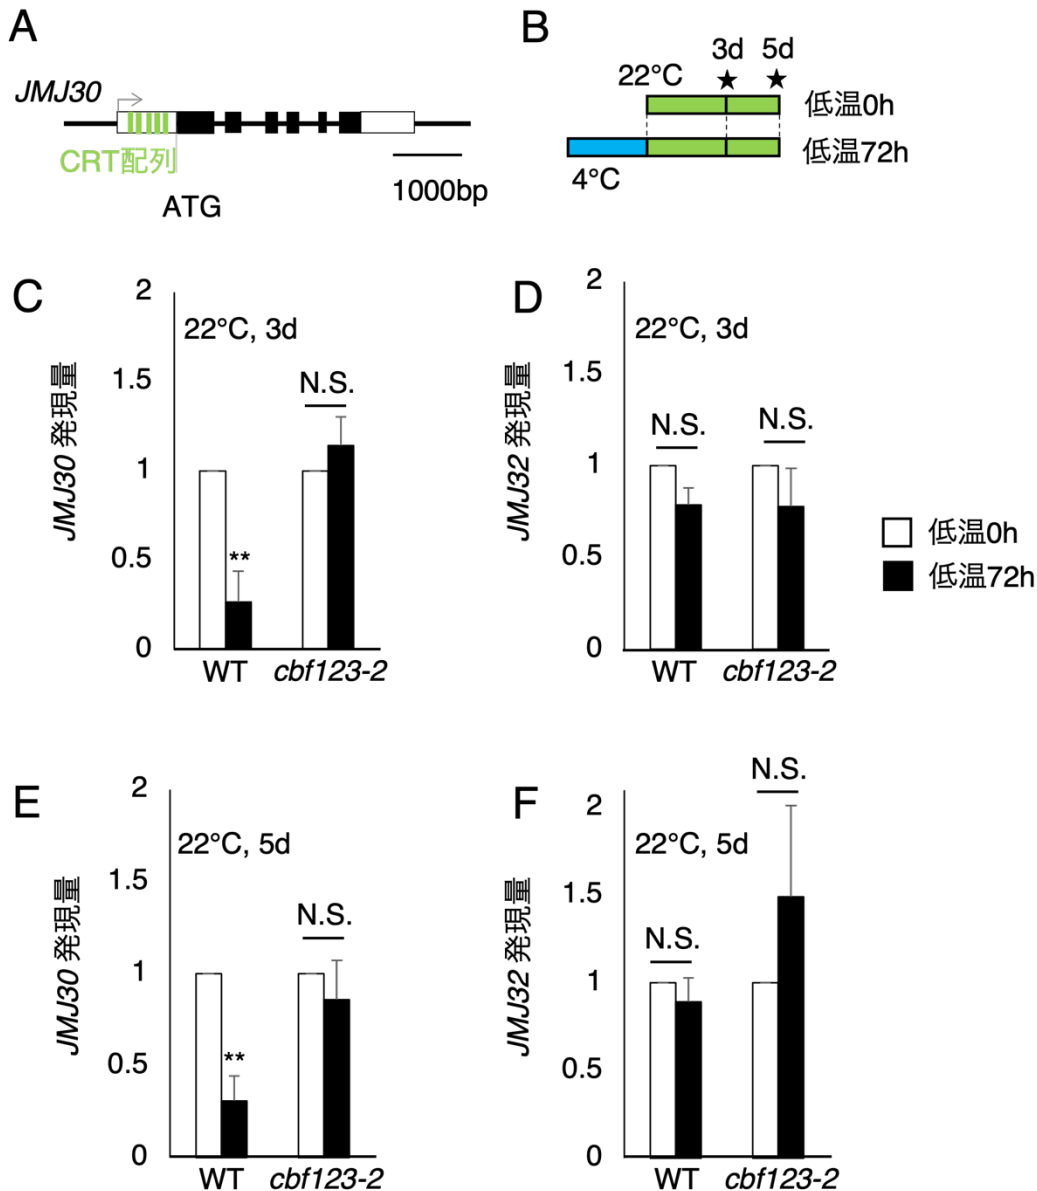 A
JMJ30
CRT配列
ATG
1000bp
B
3d
5d
22°C
低温0h
低温72h
4°C
C
2
22°C, 3d
1.5
N.S.
1
0.5
**
0
JMJ30 発現量
WT
cbf123-2
D
2
22°C, 3d
1.5
N.S.
N.S.
1
0.5
0
JMJ32 発現量
WT
cbf123-2
低温0h
低温72h
E
2
22°C, 5d
1.5
N.S.
1
0.5
**
0
JMJ30 発現量
WT
cbf123-2
F
N.S.
2
22°C, 5d
1.5
N.S.
1
0.5
0
JMJ32 発現量
WT
cbf123-2